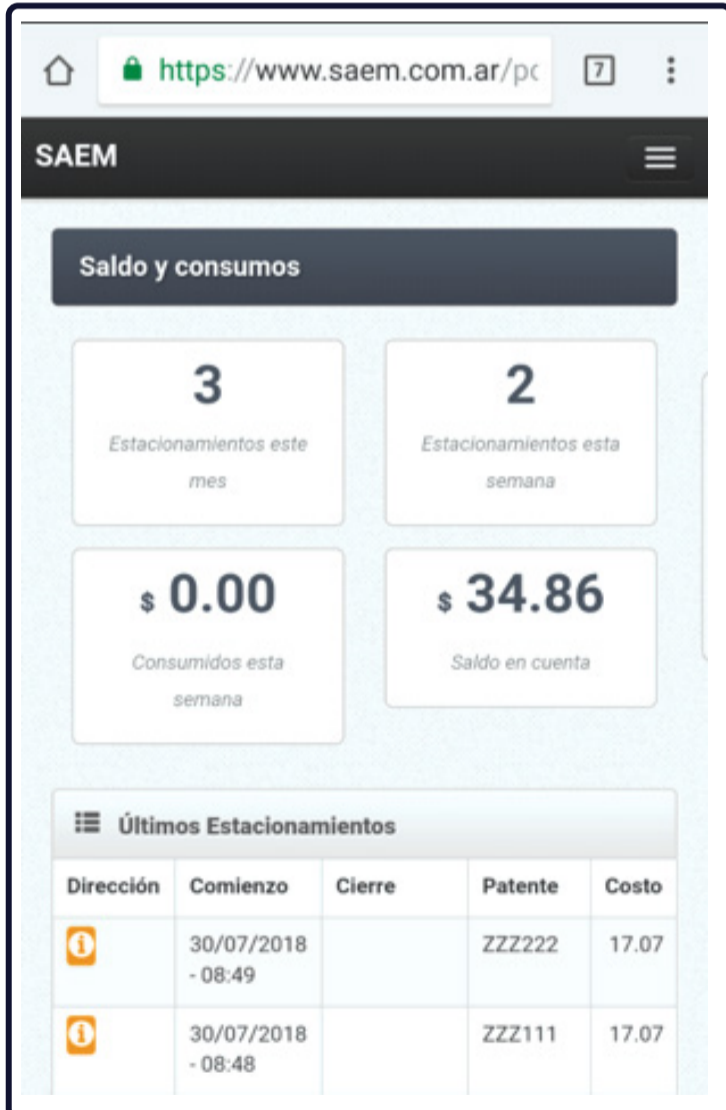 https://www.saem.com.ar/pc
7
SAEM
Saldo y consumos
3
Estacionamientos este
mes
2
Estacionamientos esta
semana
$ 0.00
Consumidos esta
semana
$ 34.86
Saldo en cuenta
Últimos Estacionamientos
Dirección Comienzo Cierre Patente Costo
30/07/2018 ZZZ222 17.07
- 08:49
30/07/2018 ZZZ111 17.07
- 08:48